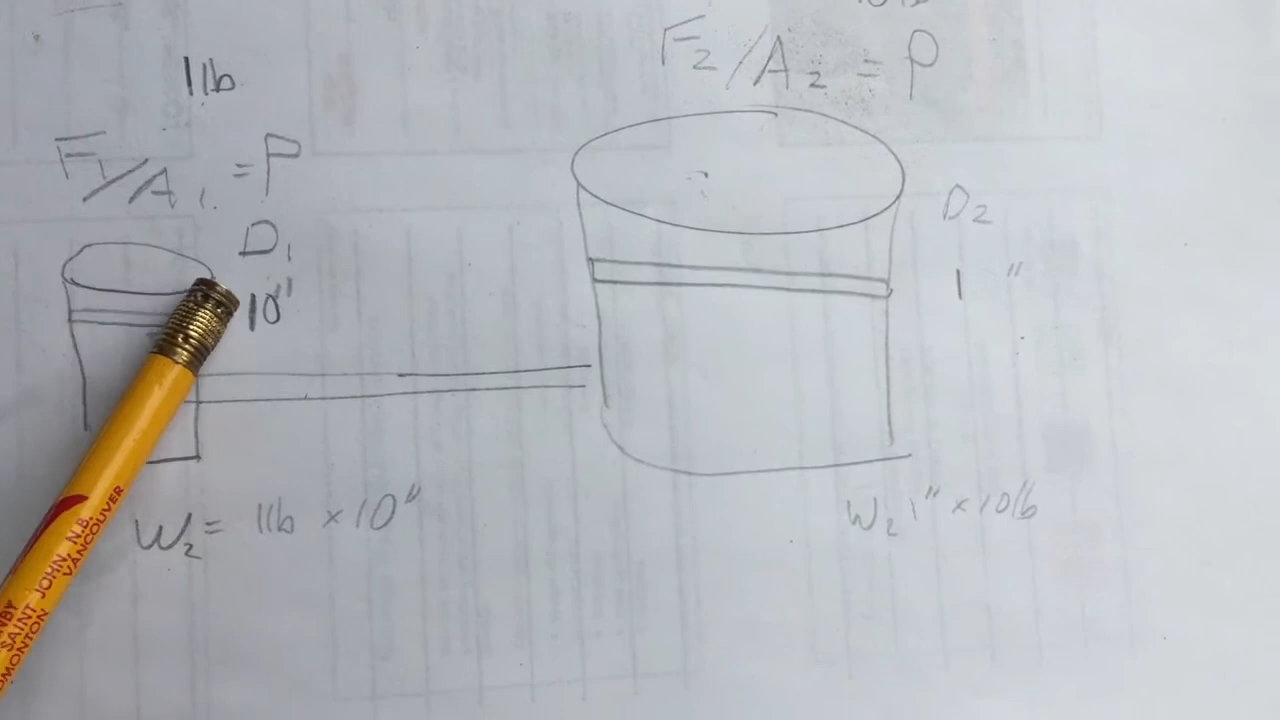 1lb
F1/A1. = P
D1
10"
W2 = 1lb × 10"
F2/A2 = P
D2
1 "
W2 1" × 10lb
SAINT JOHN, N.B.
VANCOUVER